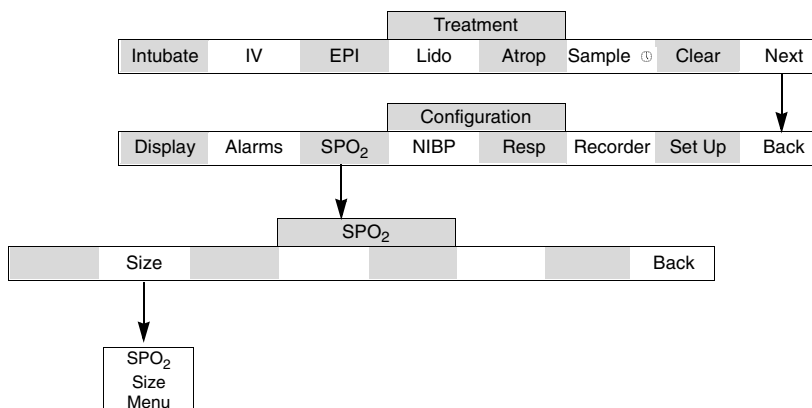 Treatment
Intubate IV EPI Lido Atrop Sample Clear Next
Configuration
Display Alarms SPO₂ NIBP Resp Recorder Set Up Back
SPO₂
Size Back
SPO₂
Size
Menu